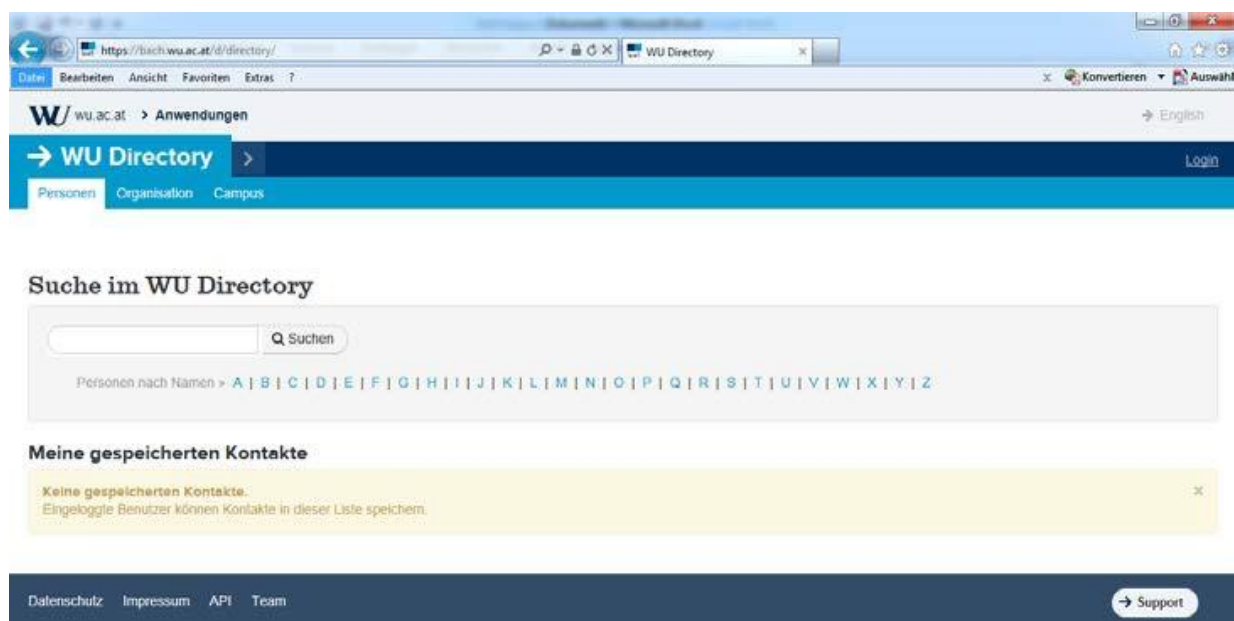 https://bach.wu.ac.at/d/directory/ WU Directory
Datei Bearbeiten Ansicht Favoriten Extras ? x Konvertieren Auswähl
WU wu.ac.at > Anwendungen English
→ WU Directory > Login
Personen Organisation Campus
Suche im WU Directory
Suchen
Personen nach Namen » A | B | C | D | E | F | G | H | I | J | K | L | M | N | O | P | Q | R | S | T | U | V | W | X | Y | Z
Meine gespeicherten Kontakte
Keine gespeicherten Kontakte.
Eingeloggte Benutzer können Kontakte in dieser Liste speichern.
Datenschutz Impressum API Team → Support